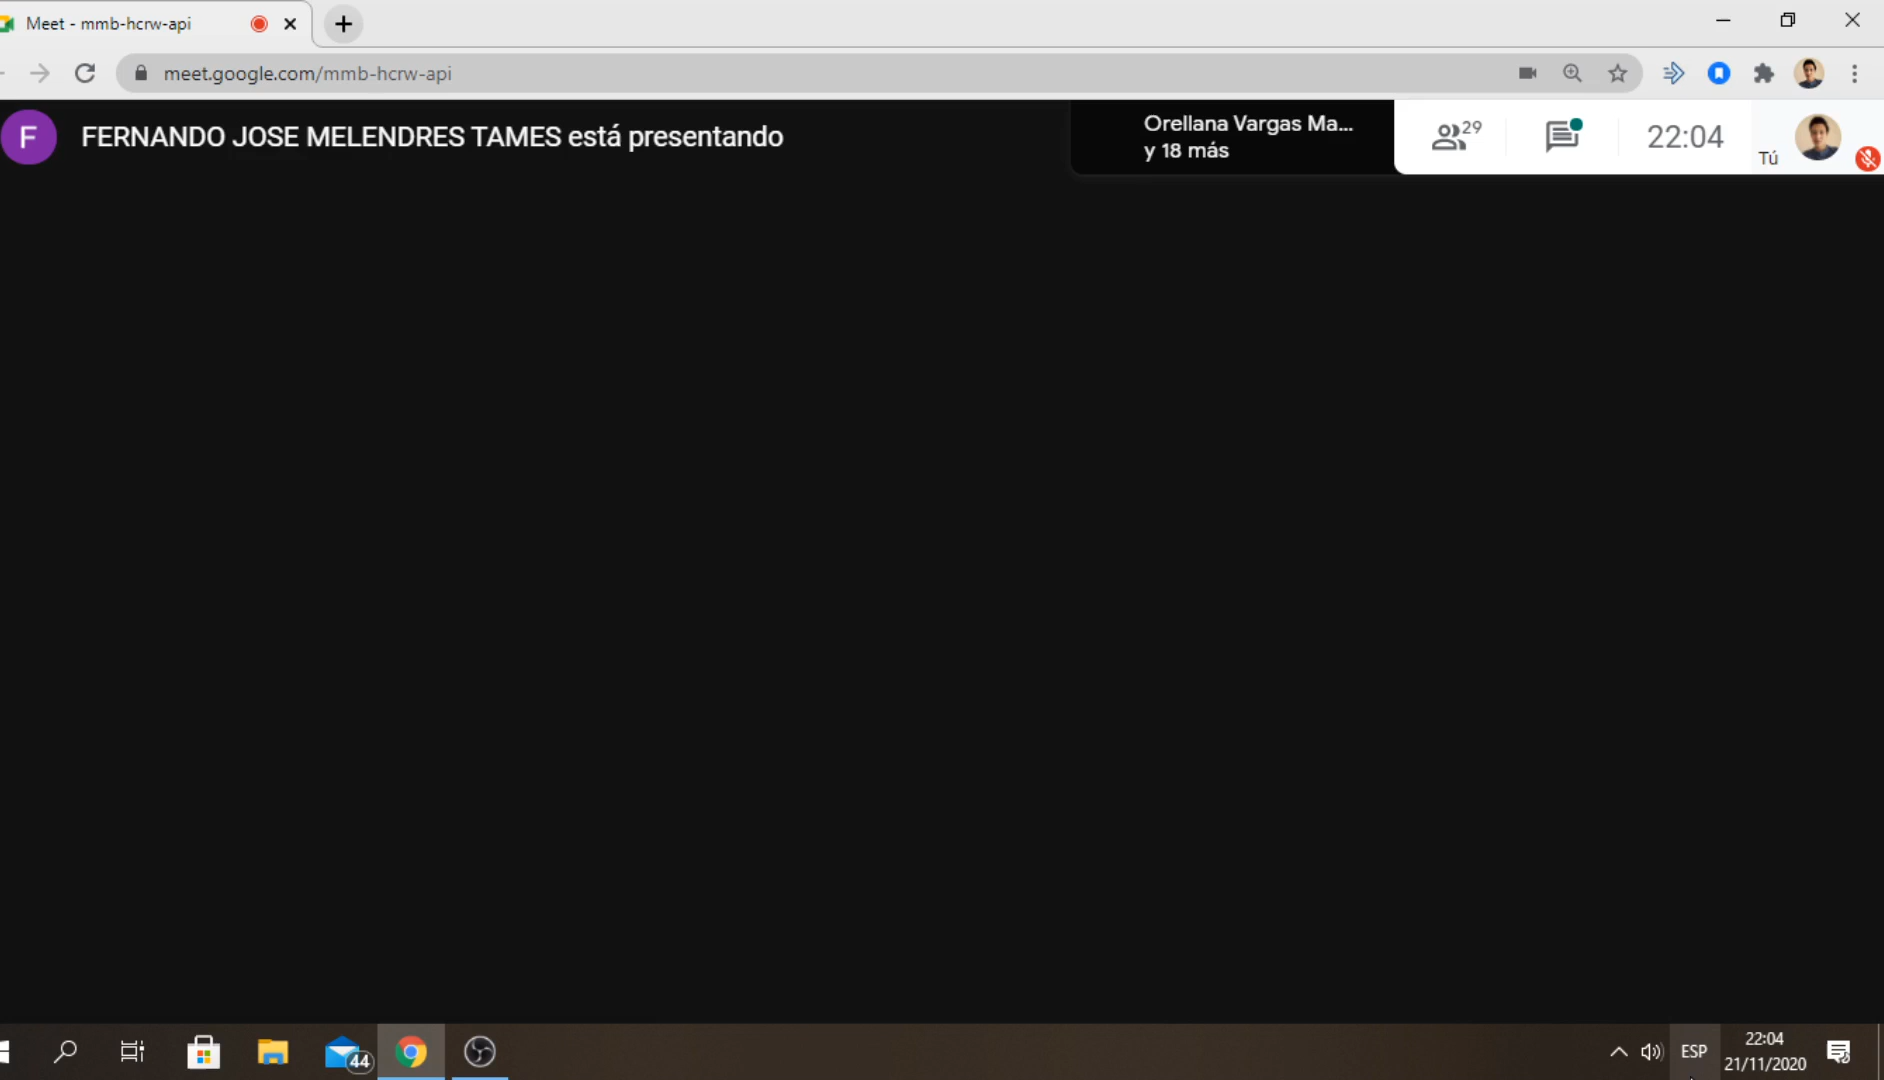 Meet - mmb-hcrw-api
meet.google.com/mmb-hcrw-api
F
FERNANDO JOSE MELENDRES TAMES está presentando
Orellana Vargas Ma...
y 18 más
29
22:04
Tú
44
ESP
22:04
21/11/2020